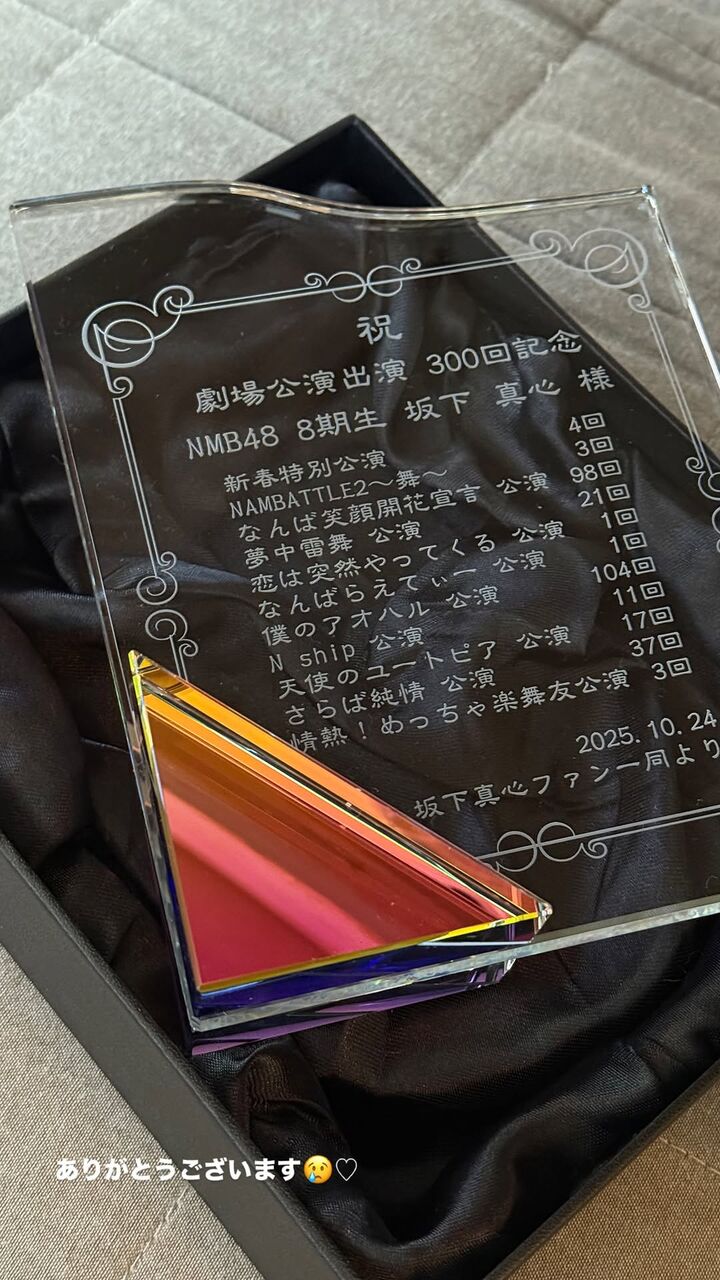 祝
劇場公演出演 300回記念
NMB48 8期生 坂下 真心 様
新春特別公演 4回
NAMBATTLE2〜舞〜 3回
なんば笑顔開花宣言 公演 98回
夢中雷舞 公演 21回
恋は突然やってくる 公演 1回
なんばらえてぃー 公演 1回
僕のアオハル 公演 104回
N ship 公演 11回
天使のユートピア 公演 17回
さらば純情 公演 37回
情熱！めっちゃ楽舞友公演 3回
2025.10.24
坂下真心ファン一同より
ありがとうございます😢♡